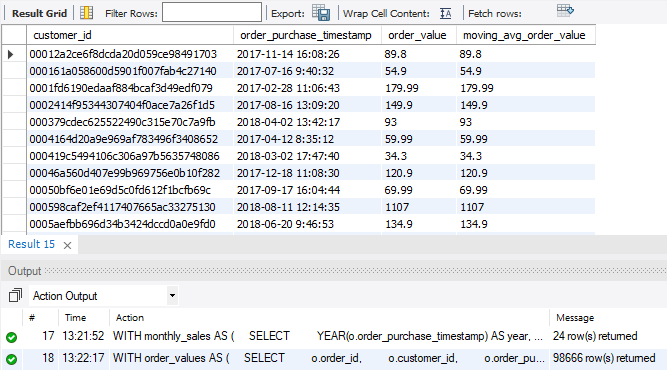 Result Grid Filter Rows: Export: Wrap Cell Content: IA Fetch rows:
customer_id order_purchase_timestamp order_value moving_avg_order_value
00012a2ce6f8dcda20d059ce98491703 2017-11-14 16:08:26 89.8 89.8
000161a058600d5901f007fab4c27140 2017-07-16 9:40:32 54.9 54.9
0001fd6190edaaf884bcaf3d49edf079 2017-02-28 11:06:43 179.99 179.99
0002414f95344307404f0ace7a26f1d5 2017-08-16 13:09:20 149.9 149.9
000379cdec625522490c315e70c7a9fb 2018-04-02 13:42:17 93 93
0004164d20a9e969af783496f3408652 2017-04-12 8:35:12 59.99 59.99
000419c5494106c306a97b5635748086 2018-03-02 17:47:40 34.3 34.3
00046a560d407e99b969756e0b10f282 2017-12-18 11:08:30 120.9 120.9
00050bf6e01e69d5c0fd612f1bcfb69c 2017-09-17 16:04:44 69.99 69.99
000598caf2ef4117407665ac33275130 2018-08-11 12:14:35 1107 1107
0005aefbb696d34b3424dccd0a0e9fd0 2018-06-20 9:46:53 134.9 134.9
Result 15 ×
Output
Action Output
# Time Action Message
17 13:21:52 WITH monthly_sales AS ( SELECT YEAR(o.order_purchase_timestamp) AS year, ... 24 row(s) returned
18 13:22:17 WITH order_values AS ( SELECT o.order_id, o.customer_id, o.order_pu... 98666 row(s) returned